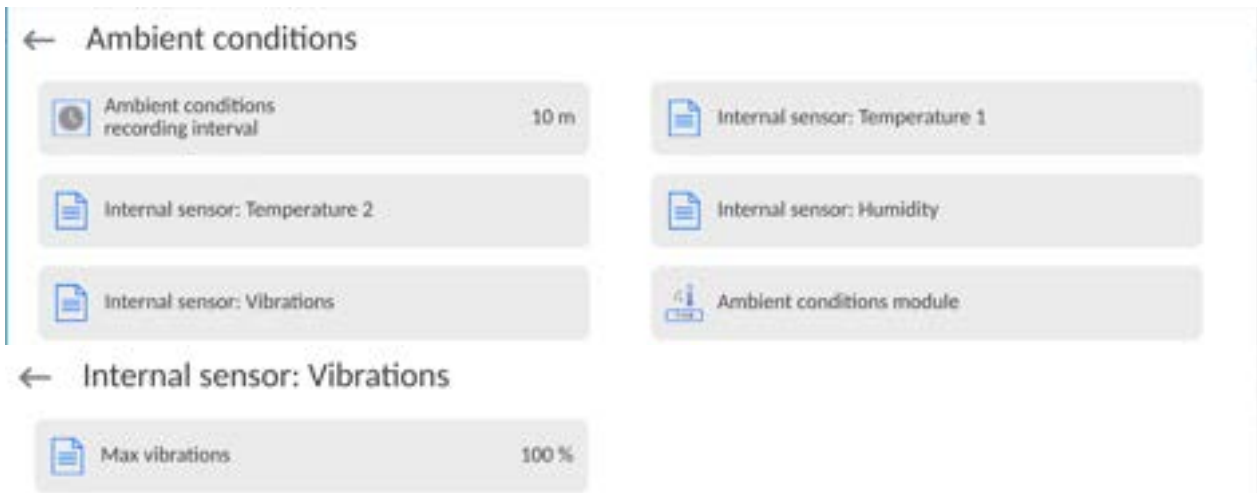 Ambient conditions
Ambient conditions
recording interval
10 m
Internal sensor: Temperature 1
Internal sensor: Temperature 2
Internal sensor: Humidity
Internal sensor: Vibrations
Ambient conditions module
Internal sensor: Vibrations
Max vibrations
100 %